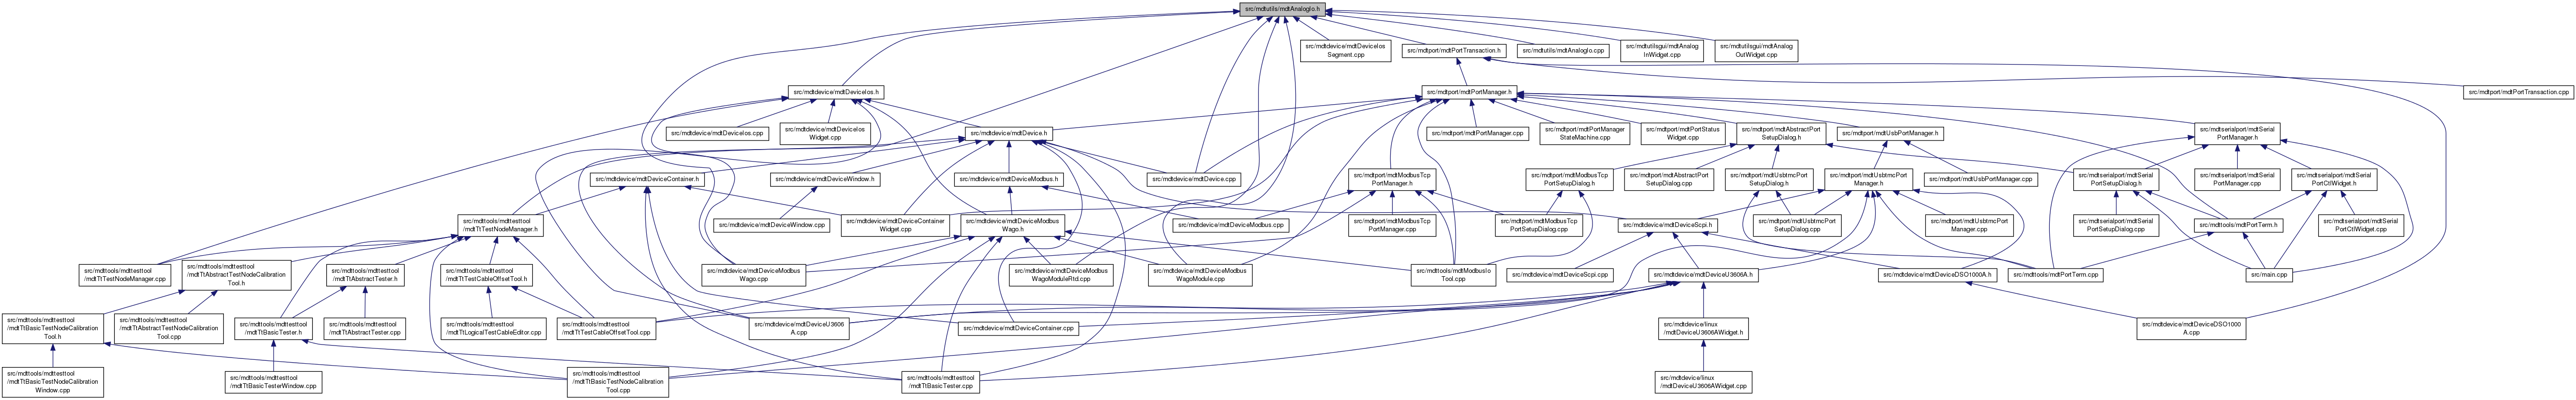 src/mdtutils/mdtAnalogIo.h
src/mdtdevice/mdtDeviceIos
Segment.cpp
src/mdtport/mdtPortTransaction.h
src/mdtutils/mdtAnalogIo.cpp
src/mdtutilsgui/mdtAnalog
InWidget.cpp
src/mdtutilsgui/mdtAnalog
OutWidget.cpp
src/mdtdevice/mdtDeviceIos.h
src/mdtport/mdtPortManager.h
src/mdtport/mdtPortTransaction.cpp
src/mdtdevice/mdtDeviceIos.cpp
src/mdtdevice/mdtDeviceIos
Widget.cpp
src/mdtdevice/mdtDevice.h
src/mdtport/mdtPortManager.cpp
src/mdtport/mdtPortManager
StateMachine.cpp
src/mdtport/mdtPortStatus
Widget.cpp
src/mdtport/mdtAbstractPort
SetupDialog.h
src/mdtport/mdtUsbPortManager.h
src/mdtserialport/mdtSerial
PortManager.h
src/mdtdevice/mdtDeviceContainer.h
src/mdtdevice/mdtDeviceWindow.h
src/mdtdevice/mdtDeviceModbus.h
src/mdtdevice/mdtDevice.cpp
src/mdtport/mdtModbusTcp
PortManager.h
src/mdtport/mdtModbusTcp
PortSetupDialog.h
src/mdtport/mdtAbstractPort
SetupDialog.cpp
src/mdtport/mdtUsbtmcPort
SetupDialog.h
src/mdtport/mdtUsbtmcPort
Manager.h
src/mdtport/mdtUsbPortManager.cpp
src/mdtserialport/mdtSerial
PortSetupDialog.h
src/mdtserialport/mdtSerial
PortManager.cpp
src/mdtserialport/mdtSerial
PortCtlWidget.h
src/mdttools/mdttesttool
/mdtTtTestNodeManager.h
src/mdtdevice/mdtDeviceWindow.cpp
src/mdtdevice/mdtDeviceContainer
Widget.cpp
src/mdtdevice/mdtDeviceModbus
Wago.h
src/mdtdevice/mdtDeviceModbus.cpp
src/mdtport/mdtModbusTcp
PortManager.cpp
src/mdtport/mdtModbusTcp
PortSetupDialog.cpp
src/mdtdevice/mdtDeviceScpi.h
src/mdtport/mdtUsbtmcPort
SetupDialog.cpp
src/mdtport/mdtUsbtmcPort
Manager.cpp
src/mdtserialport/mdtSerial
PortSetupDialog.cpp
src/mdttools/mdtPortTerm.h
src/mdtserialport/mdtSerial
PortCtlWidget.cpp
src/mdttools/mdttesttool
/mdtTtTestNodeManager.cpp
src/mdttools/mdttesttool
/mdtTtAbstractTestNodeCalibration
Tool.h
src/mdttools/mdttesttool
/mdtTtAbstractTester.h
src/mdttools/mdttesttool
/mdtTtTestCableOffsetTool.h
src/mdtdevice/mdtDeviceModbus
Wago.cpp
src/mdtdevice/mdtDeviceModbus
WagoModuleRtd.cpp
src/mdtdevice/mdtDeviceModbus
WagoModule.cpp
src/mdttools/mdtModbusIo
Tool.cpp
src/mdtdevice/mdtDeviceScpi.cpp
src/mdtdevice/mdtDeviceU3606A.h
src/mdtdevice/mdtDeviceDSO1000A.h
src/mdttools/mdtPortTerm.cpp
src/main.cpp
src/mdttools/mdttesttool
/mdtTtBasicTestNodeCalibration
Tool.h
src/mdttools/mdttesttool
/mdtTtAbstractTestNodeCalibration
Tool.cpp
src/mdttools/mdttesttool
/mdtTtBasicTester.h
src/mdttools/mdttesttool
/mdtTtAbstractTester.cpp
src/mdttools/mdttesttool
/mdtTtLogicalTestCableEditor.cpp
src/mdttools/mdttesttool
/mdtTtTestCableOffsetTool.cpp
src/mdtdevice/mdtDeviceU3606
A.cpp
src/mdtdevice/mdtDeviceContainer.cpp
src/mdtdevice/linux
/mdtDeviceU3606AWidget.h
src/mdtdevice/mdtDeviceDSO1000
A.cpp
src/mdttools/mdttesttool
/mdtTtBasicTestNodeCalibration
Window.cpp
src/mdttools/mdttesttool
/mdtTtBasicTesterWindow.cpp
src/mdttools/mdttesttool
/mdtTtBasicTestNodeCalibration
Tool.cpp
src/mdttools/mdttesttool
/mdtTtBasicTester.cpp
src/mdtdevice/linux
/mdtDeviceU3606AWidget.cpp